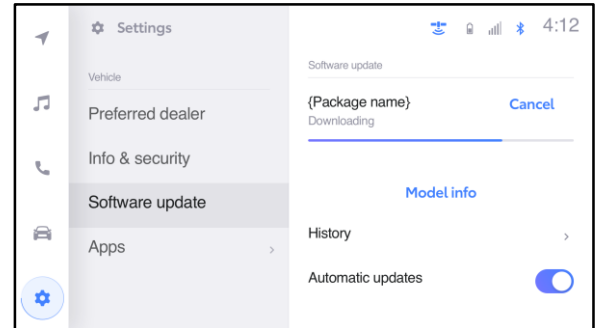 Settings
4:12
Vehicle
Preferred dealer
Info & security
Software update
Apps
Software update
{Package name}
Cancel
Downloading
Model info
History
Automatic updates